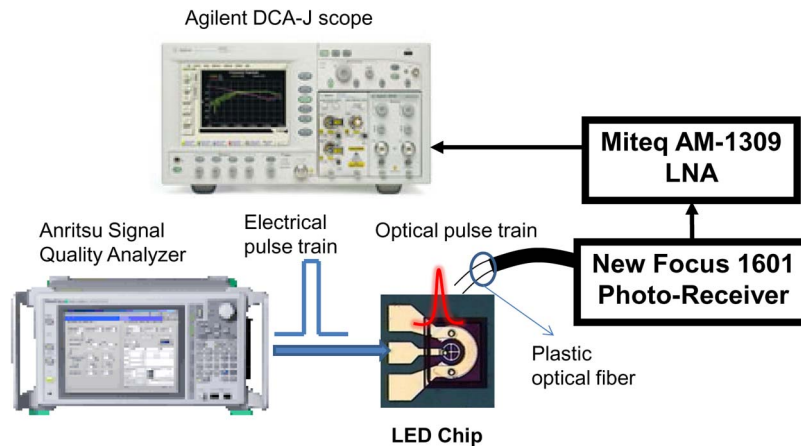 Agilent DCA-J scope
Miteq AM-1309
LNA
Anritsu Signal
Quality Analyzer
Electrical
pulse train
Optical pulse train
New Focus 1601
Photo-Receiver
Plastic
optical fiber
LED Chip